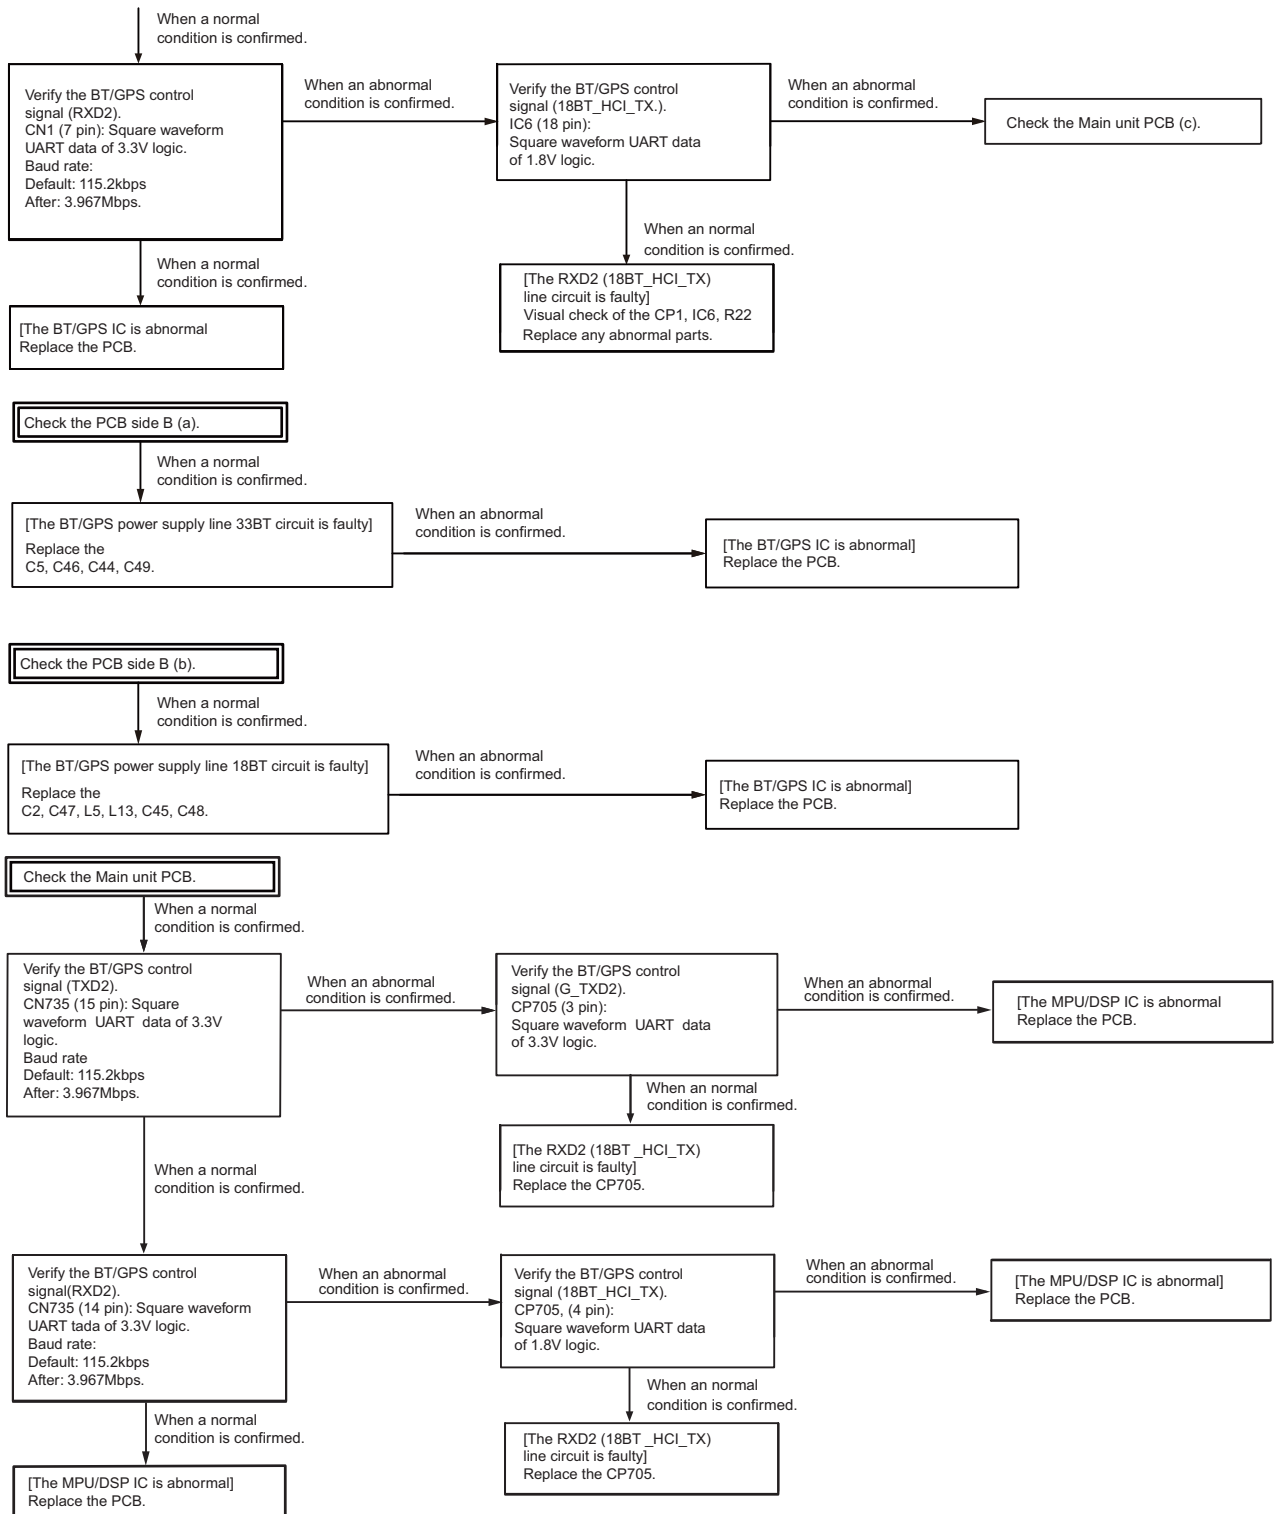 When a normal
condition is confirmed.
Verify the BT/GPS control
signal (RXD2).
CN1 (7 pin): Square waveform
UART data of 3.3V logic.
Baud rate:
Default: 115.2kbps
After: 3.967Mbps.
When an abnormal
condition is confirmed.
Verify the BT/GPS control
signal (18BT_HCI_TX.).
IC6 (18 pin):
Square waveform UART data
of 1.8V logic.
When an abnormal
condition is confirmed.
Check the Main unit PCB (c).
When an normal
condition is confirmed.
[The RXD2 (18BT_HCI_TX)
line circuit is faulty]
Visual check of the CP1, IC6, R22
Replace any abnormal parts.
When a normal
condition is confirmed.
[The BT/GPS IC is abnormal
Replace the PCB.
Check the PCB side B (a).
When a normal
condition is confirmed.
[The BT/GPS power supply line 33BT circuit is faulty]
Replace the
C5, C46, C44, C49.
When an abnormal
condition is confirmed.
[The BT/GPS IC is abnormal]
Replace the PCB.
Check the PCB side B (b).
When a normal
condition is confirmed.
[The BT/GPS power supply line 18BT circuit is faulty]
Replace the
C2, C47, L5, L13, C45, C48.
When an abnormal
condition is confirmed.
[The BT/GPS IC is abnormal]
Replace the PCB.
Check the Main unit PCB.
When a normal
condition is confirmed.
Verify the BT/GPS control
signal (TXD2).
CN735 (15 pin): Square
waveform UART data of 3.3V
logic.
Baud rate
Default: 115.2kbps
After: 3.967Mbps.
When an abnormal
condition is confirmed.
Verify the BT/GPS control
signal (G_TXD2).
CP705 (3 pin):
Square waveform UART data
of 3.3V logic.
When an abnormal
condition is confirmed.
[The MPU/DSP IC is abnormal
Replace the PCB.
When an normal
condition is confirmed.
[The RXD2 (18BT _HCI_TX)
line circuit is faulty]
Replace the CP705.
When a normal
condition is confirmed.
Verify the BT/GPS control
signal(RXD2).
CN735 (14 pin): Square waveform
UART tada of 3.3V logic.
Baud rate:
Default: 115.2kbps
After: 3.967Mbps.
When an abnormal
condition is confirmed.
Verify the BT/GPS control
signal (18BT_HCI_TX).
CP705, (4 pin):
Square waveform UART data
of 1.8V logic.
When an abnormal
condition is confirmed.
[The MPU/DSP IC is abnormal]
Replace the PCB.
When an normal
condition is confirmed.
[The RXD2 (18BT _HCI_TX)
line circuit is faulty]
Replace the CP705.
When a normal
condition is confirmed.
[The MPU/DSP IC is abnormal]
Replace the PCB.